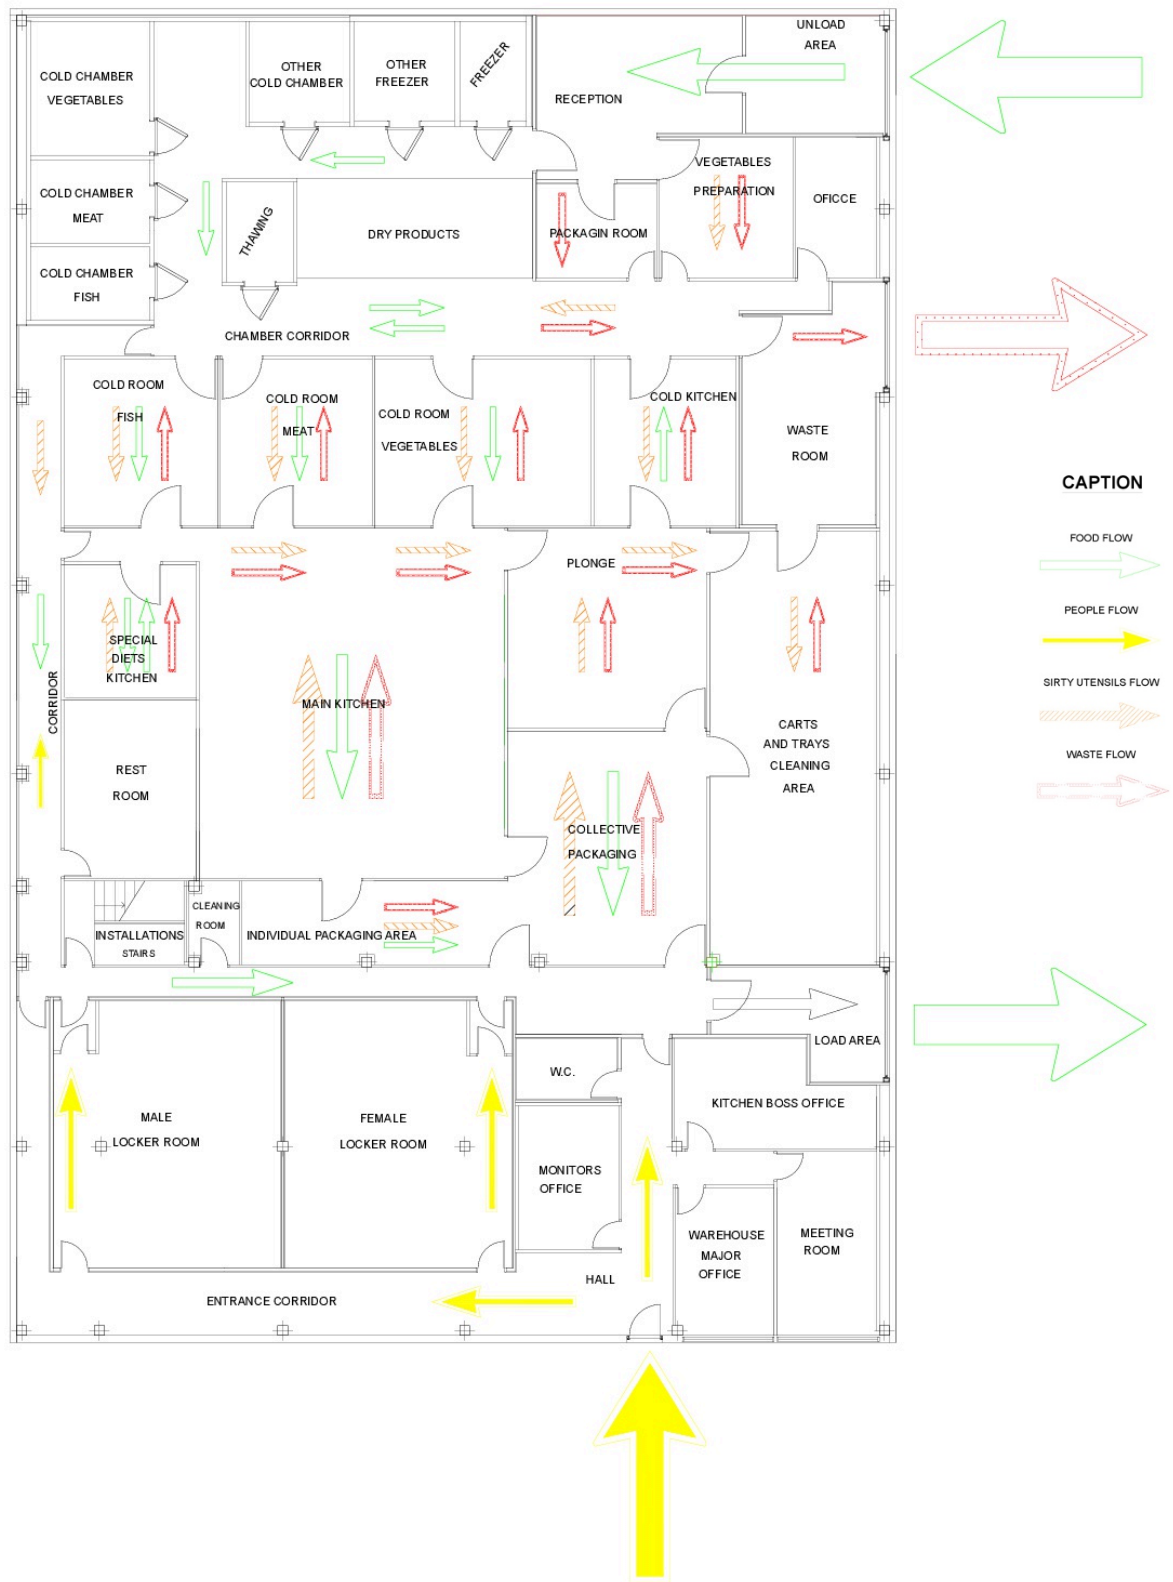 UNLOAD
AREA
COLD CHAMBER
VEGETABLES
OTHER
COLD CHAMBER
OTHER
FREEZER
FREEZER
RECEPTION
VEGETABLES
PREPARATION
OFICCE
COLD CHAMBER
MEAT
THAWING
DRY PRODUCTS
PACKAGIN ROOM
COLD CHAMBER
FISH
CHAMBER CORRIDOR
COLD ROOM
FISH
COLD ROOM
MEAT
COLD ROOM
VEGETABLES
COLD KITCHEN
WASTE
ROOM
CAPTION
FOOD FLOW
PEOPLE FLOW
SIRTY UTENSILS FLOW
WASTE FLOW
PLONGE
SPECIAL
DIETS
KITCHEN
CORRIDOR
MAIN KITCHEN
CARTS
AND TRAYS
CLEANING
AREA
REST
ROOM
COLLECTIVE
PACKAGING
CLEANING
ROOM
INSTALLATIONS
STAIRS
INDIVIDUAL PACKAGING AREA
LOAD AREA
W.C.
KITCHEN BOSS OFFICE
MALE
LOCKER ROOM
FEMALE
LOCKER ROOM
MONITORS
OFFICE
WAREHOUSE
MAJOR
OFFICE
MEETING
ROOM
HALL
ENTRANCE CORRIDOR